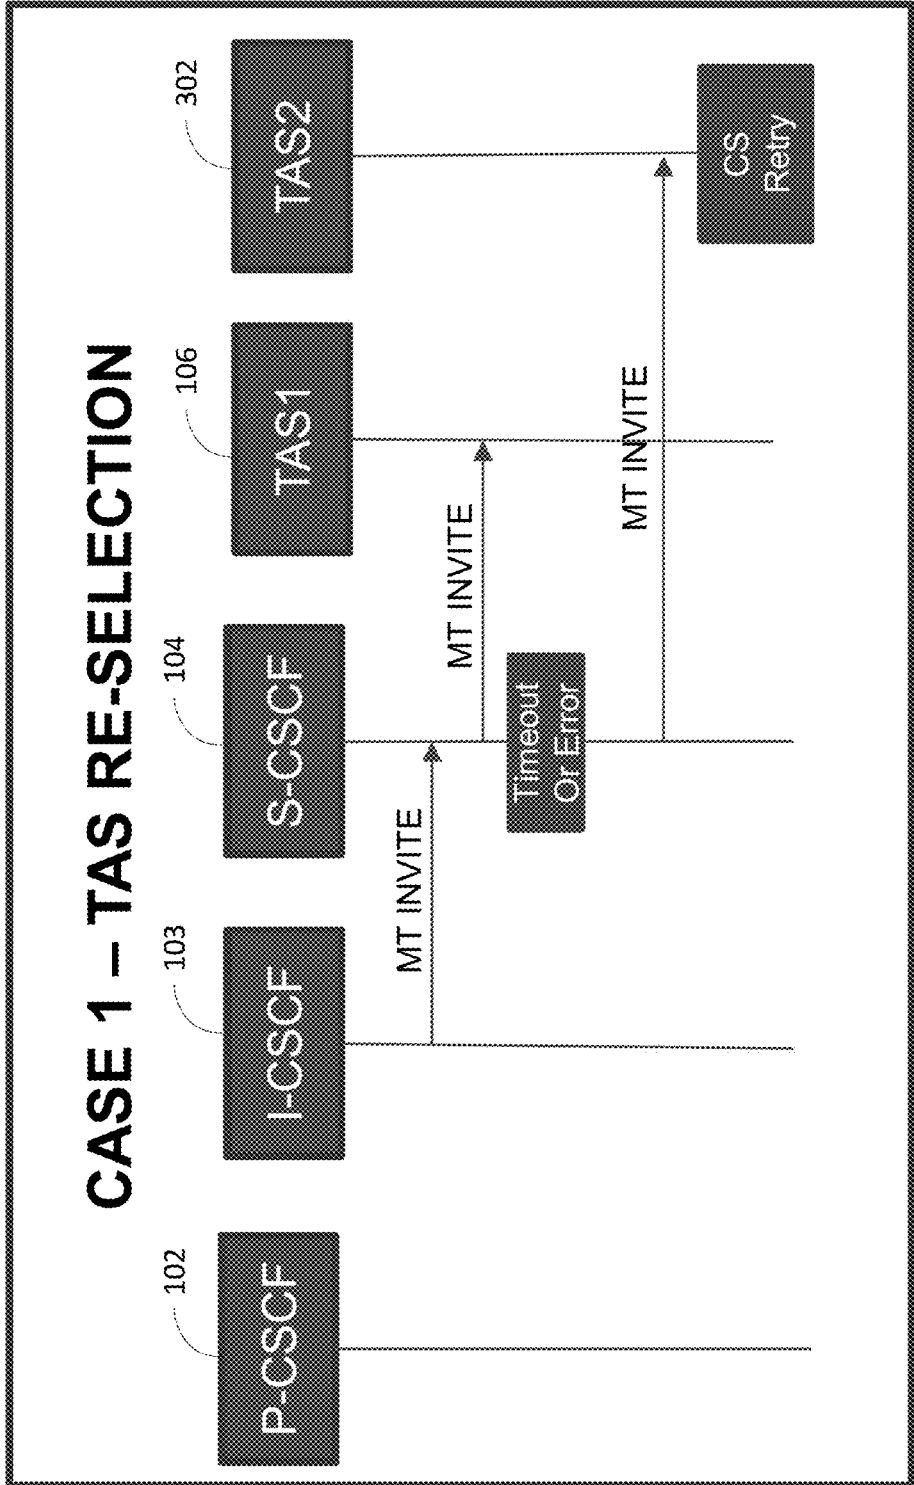 CASE 1 – TAS RE-SELECTION
102
103
104
106
302
P-CSCF
I-CSCF
S-CSCF
TAS1
TAS2
MT INVITE
MT INVITE
Timeout
Or Error
MT INVITE
CS
Retry